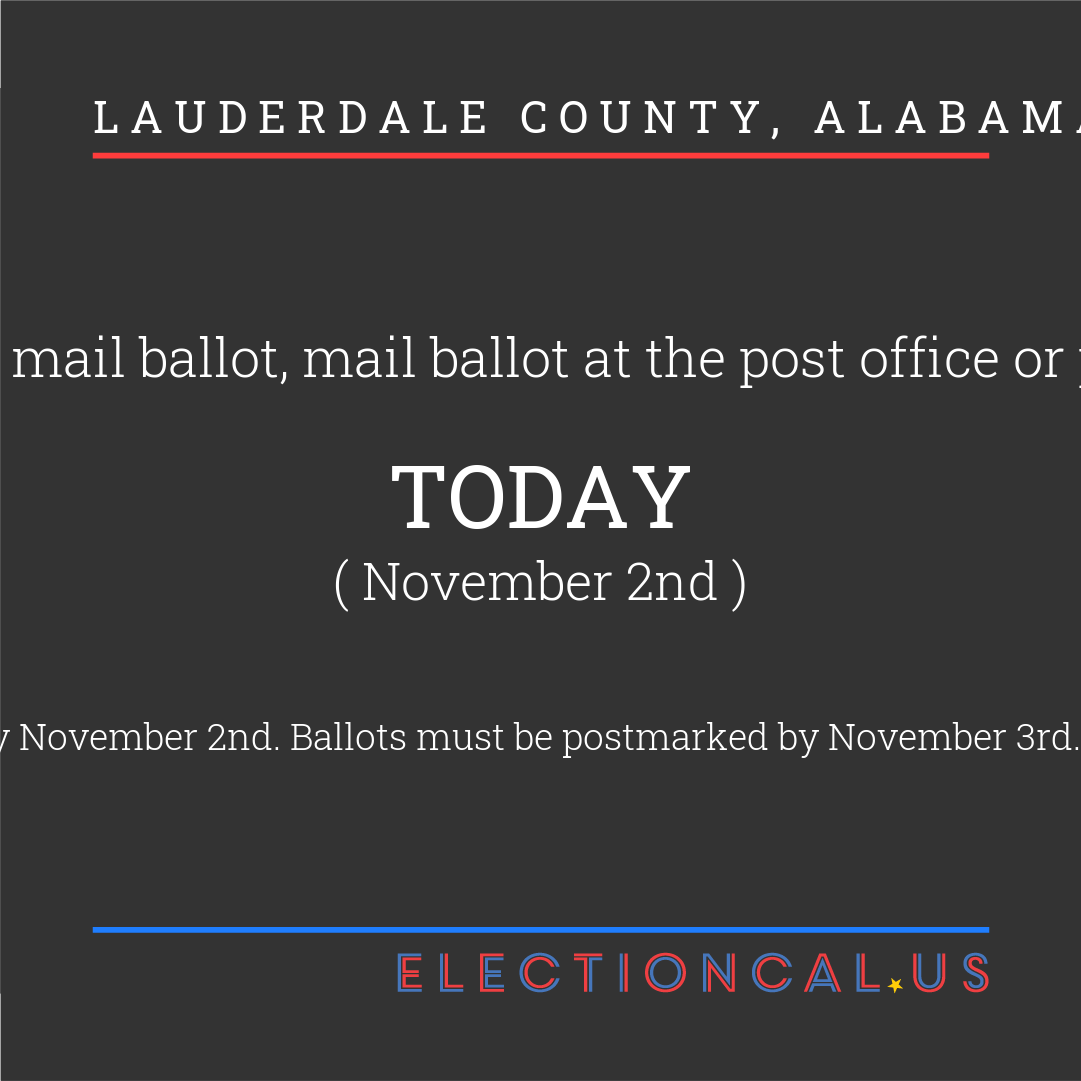 LAUDERDALE COUNTY, ALABAMA
mail ballot, mail ballot at the post office or
TODAY
( November 2nd )
November 2nd. Ballots must be postmarked by November 3rd.
ELECTIONCAL.US